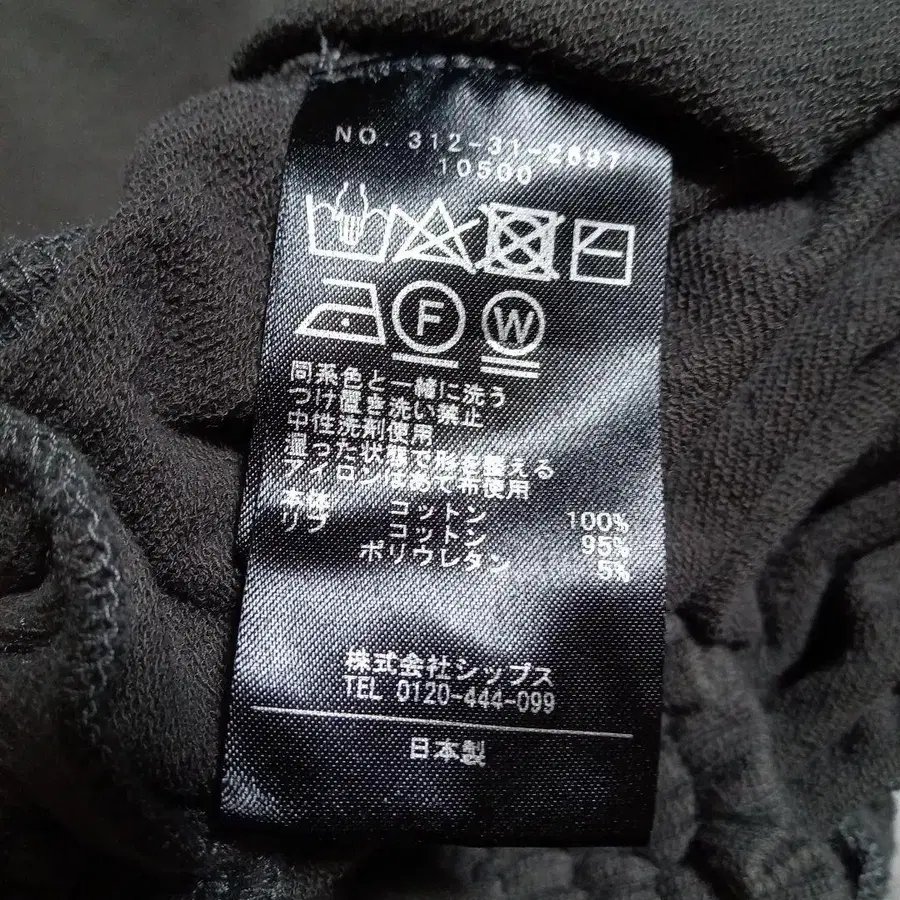 NO. 312-31-2697
10500
F W
同系色と一緒に洗う
つけ置き洗い禁止
中性洗剤使用
量った状態で形を整える
アイロンはあて布使用
本体 コットン 100%
リブ コットン 95%
ポリウレタン 5%
株式会社シップス
TEL 0120-444-099
日本製